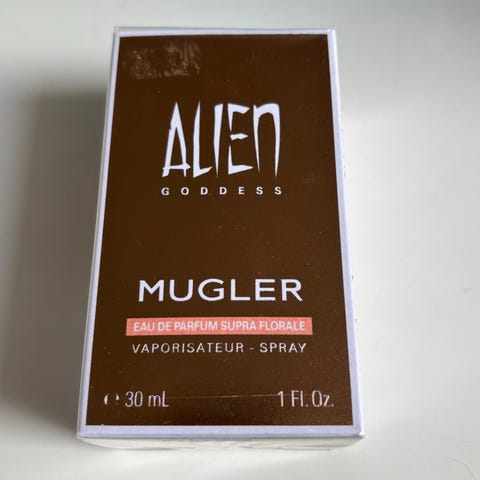 ALIEN
GODDESS
MUGLER
EAU DE PARFUM SUPRA FLORALE
VAPORISATEUR - SPRAY
℮ 30 mL 1 Fl. Oz.